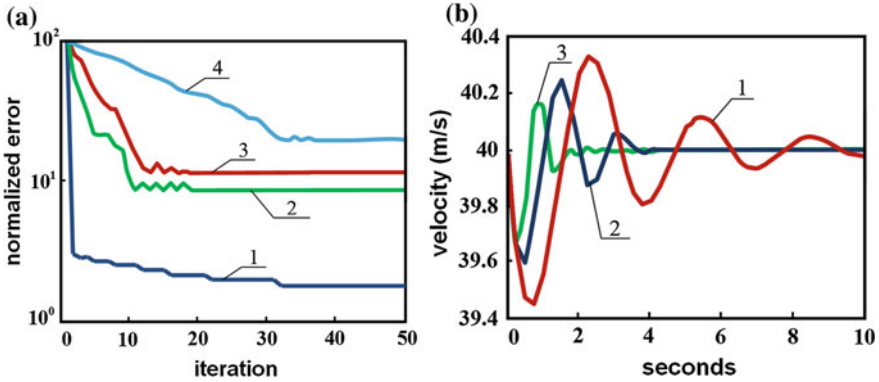 (a)
10²
10¹
10⁰
normalized error
0 10 20 30 40 50
iteration
4
3
2
1
(b)
40.4
40.2
40
39.8
39.6
39.4
velocity (m/s)
0 2 4 6 8 10
seconds
3
1
2